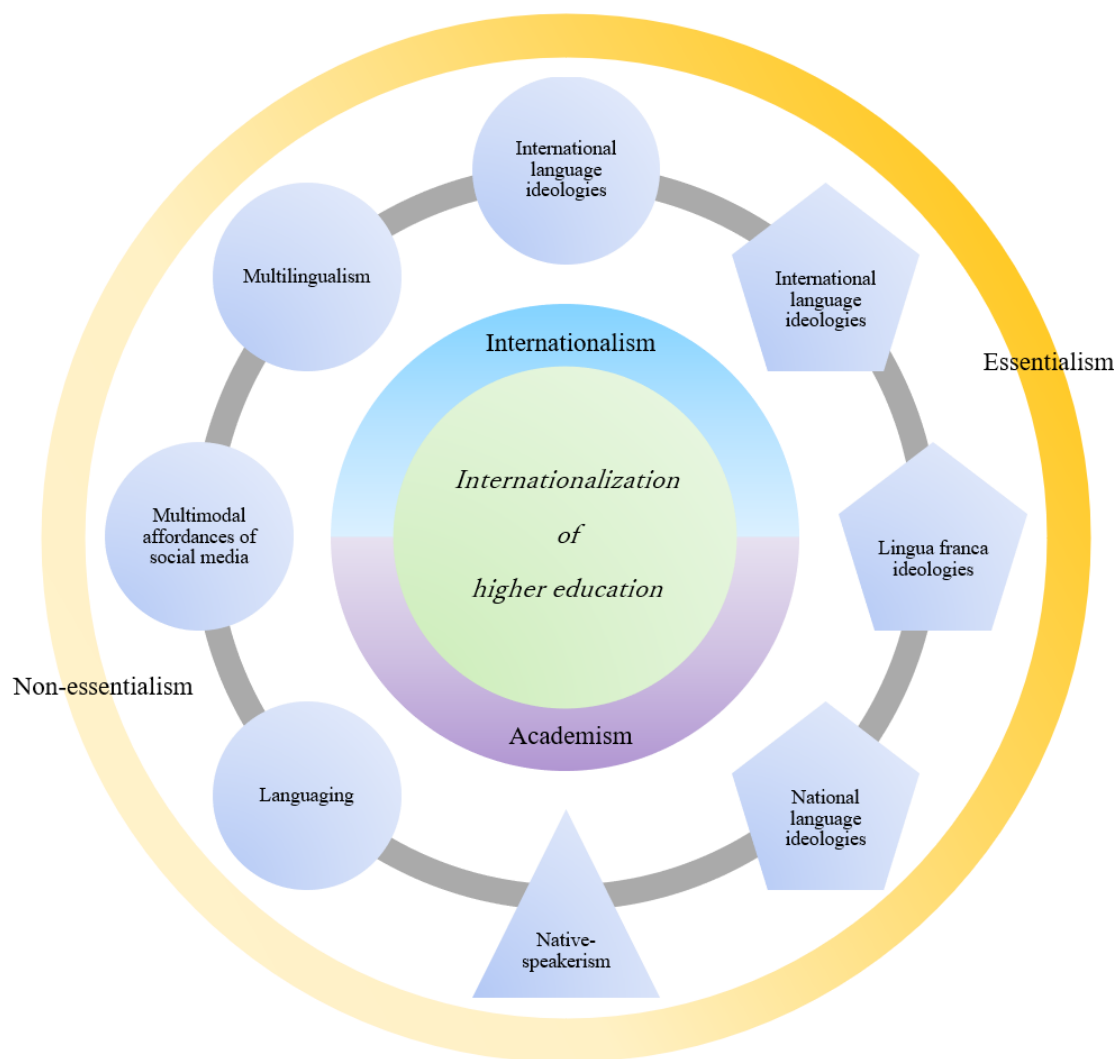 International
language
ideologies
Multilingualism
International
language
ideologies
Internationalism
Essentialism
Internationalization
of
higher education
Multimodal
affordances of
social media
Lingua franca
ideologies
Non-essentialism
Academism
Languaging
National
language
ideologies
Native-
speakerism